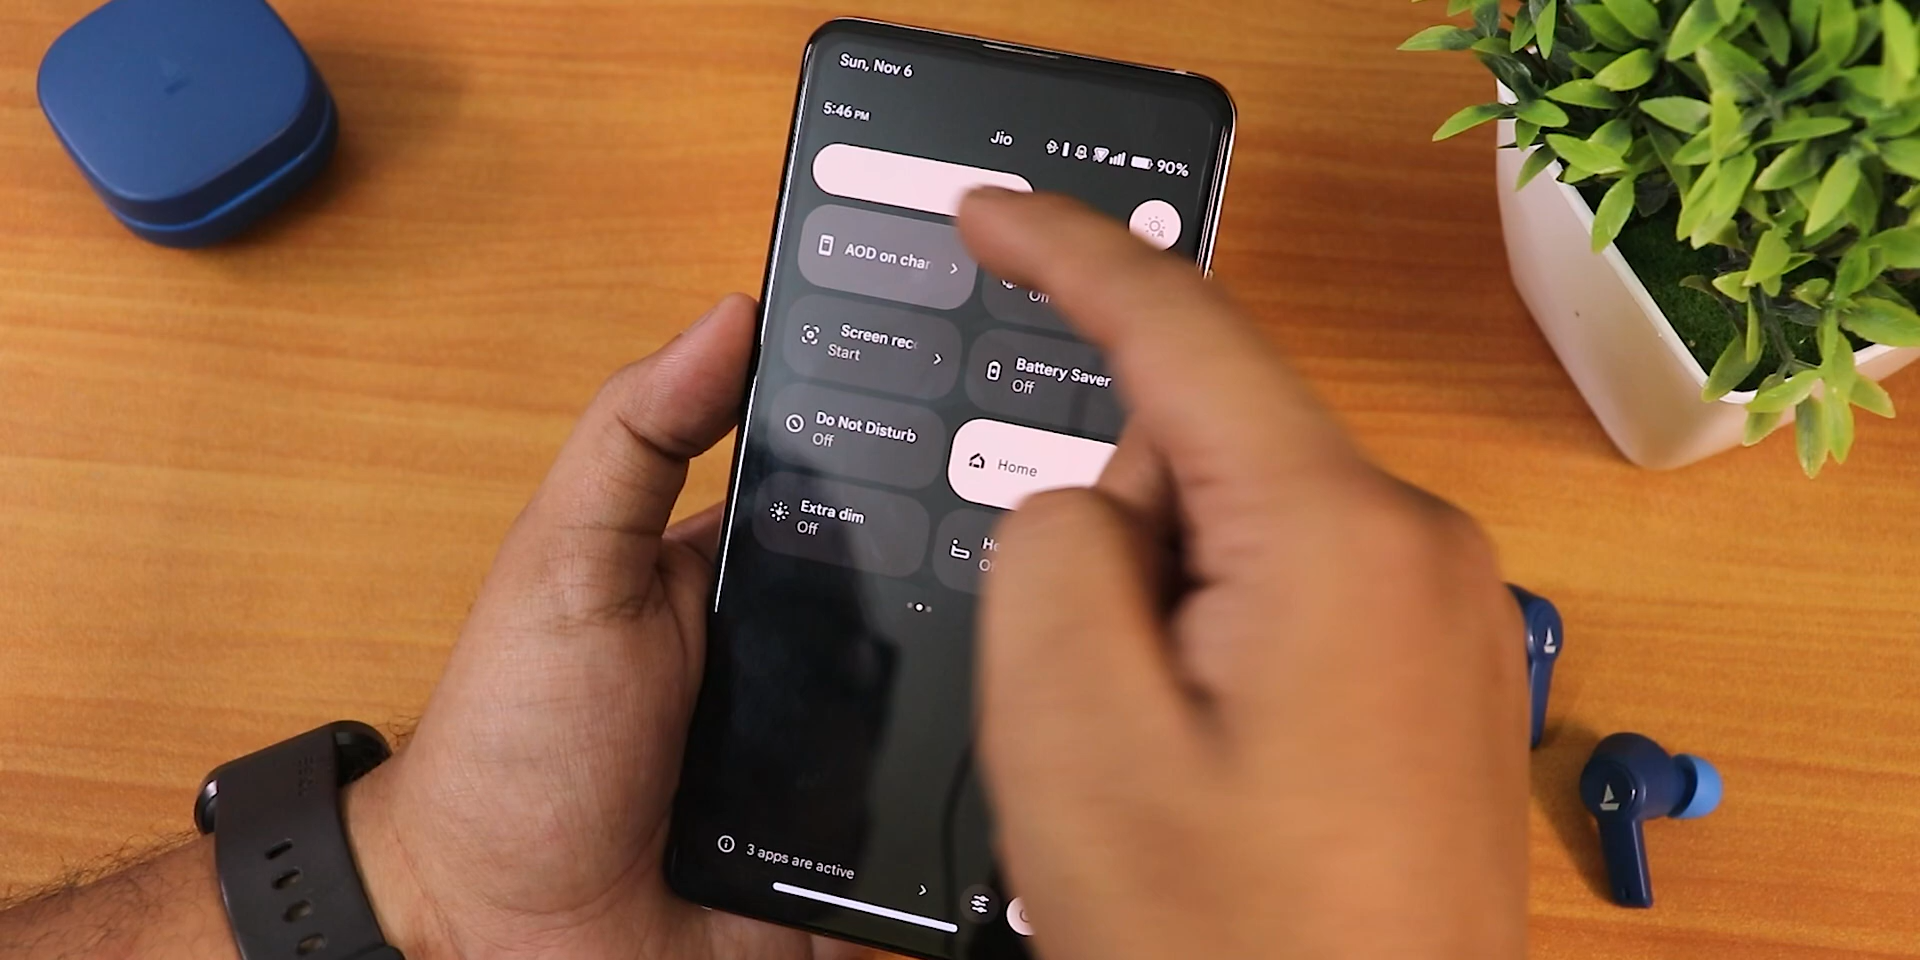 Sun, Nov 6
5:46 PM
Jio
90%
AOD on char
Off
Screen rec
Start
Battery Saver
Off
Do Not Disturb
Off
Home
Extra dim
Off
3 apps are active